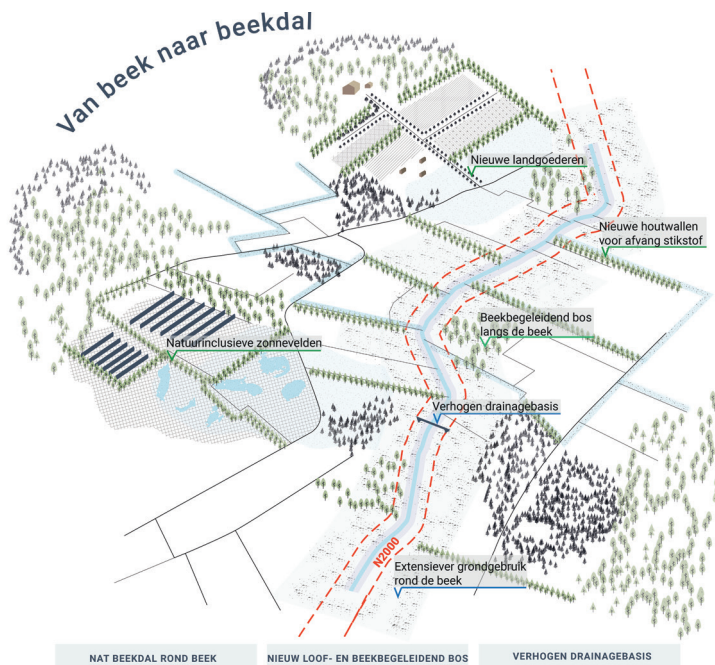 Van beek naar beekdal
Nieuwe landgoederen
Nieuwe houtwallen
voor afvang stikstof
Beekbegeleidend bos
langs de beek
Natuurinclusieve zonnevelden
Verhogen drainagebasis
N2000
Extensiever grondgebruik
rond de beek
NAT BEEKDAL ROND BEEK
NIEUW LOOF- EN BEEKBEGELEIDEND BOS
VERHOGEN DRAINAGEBASIS